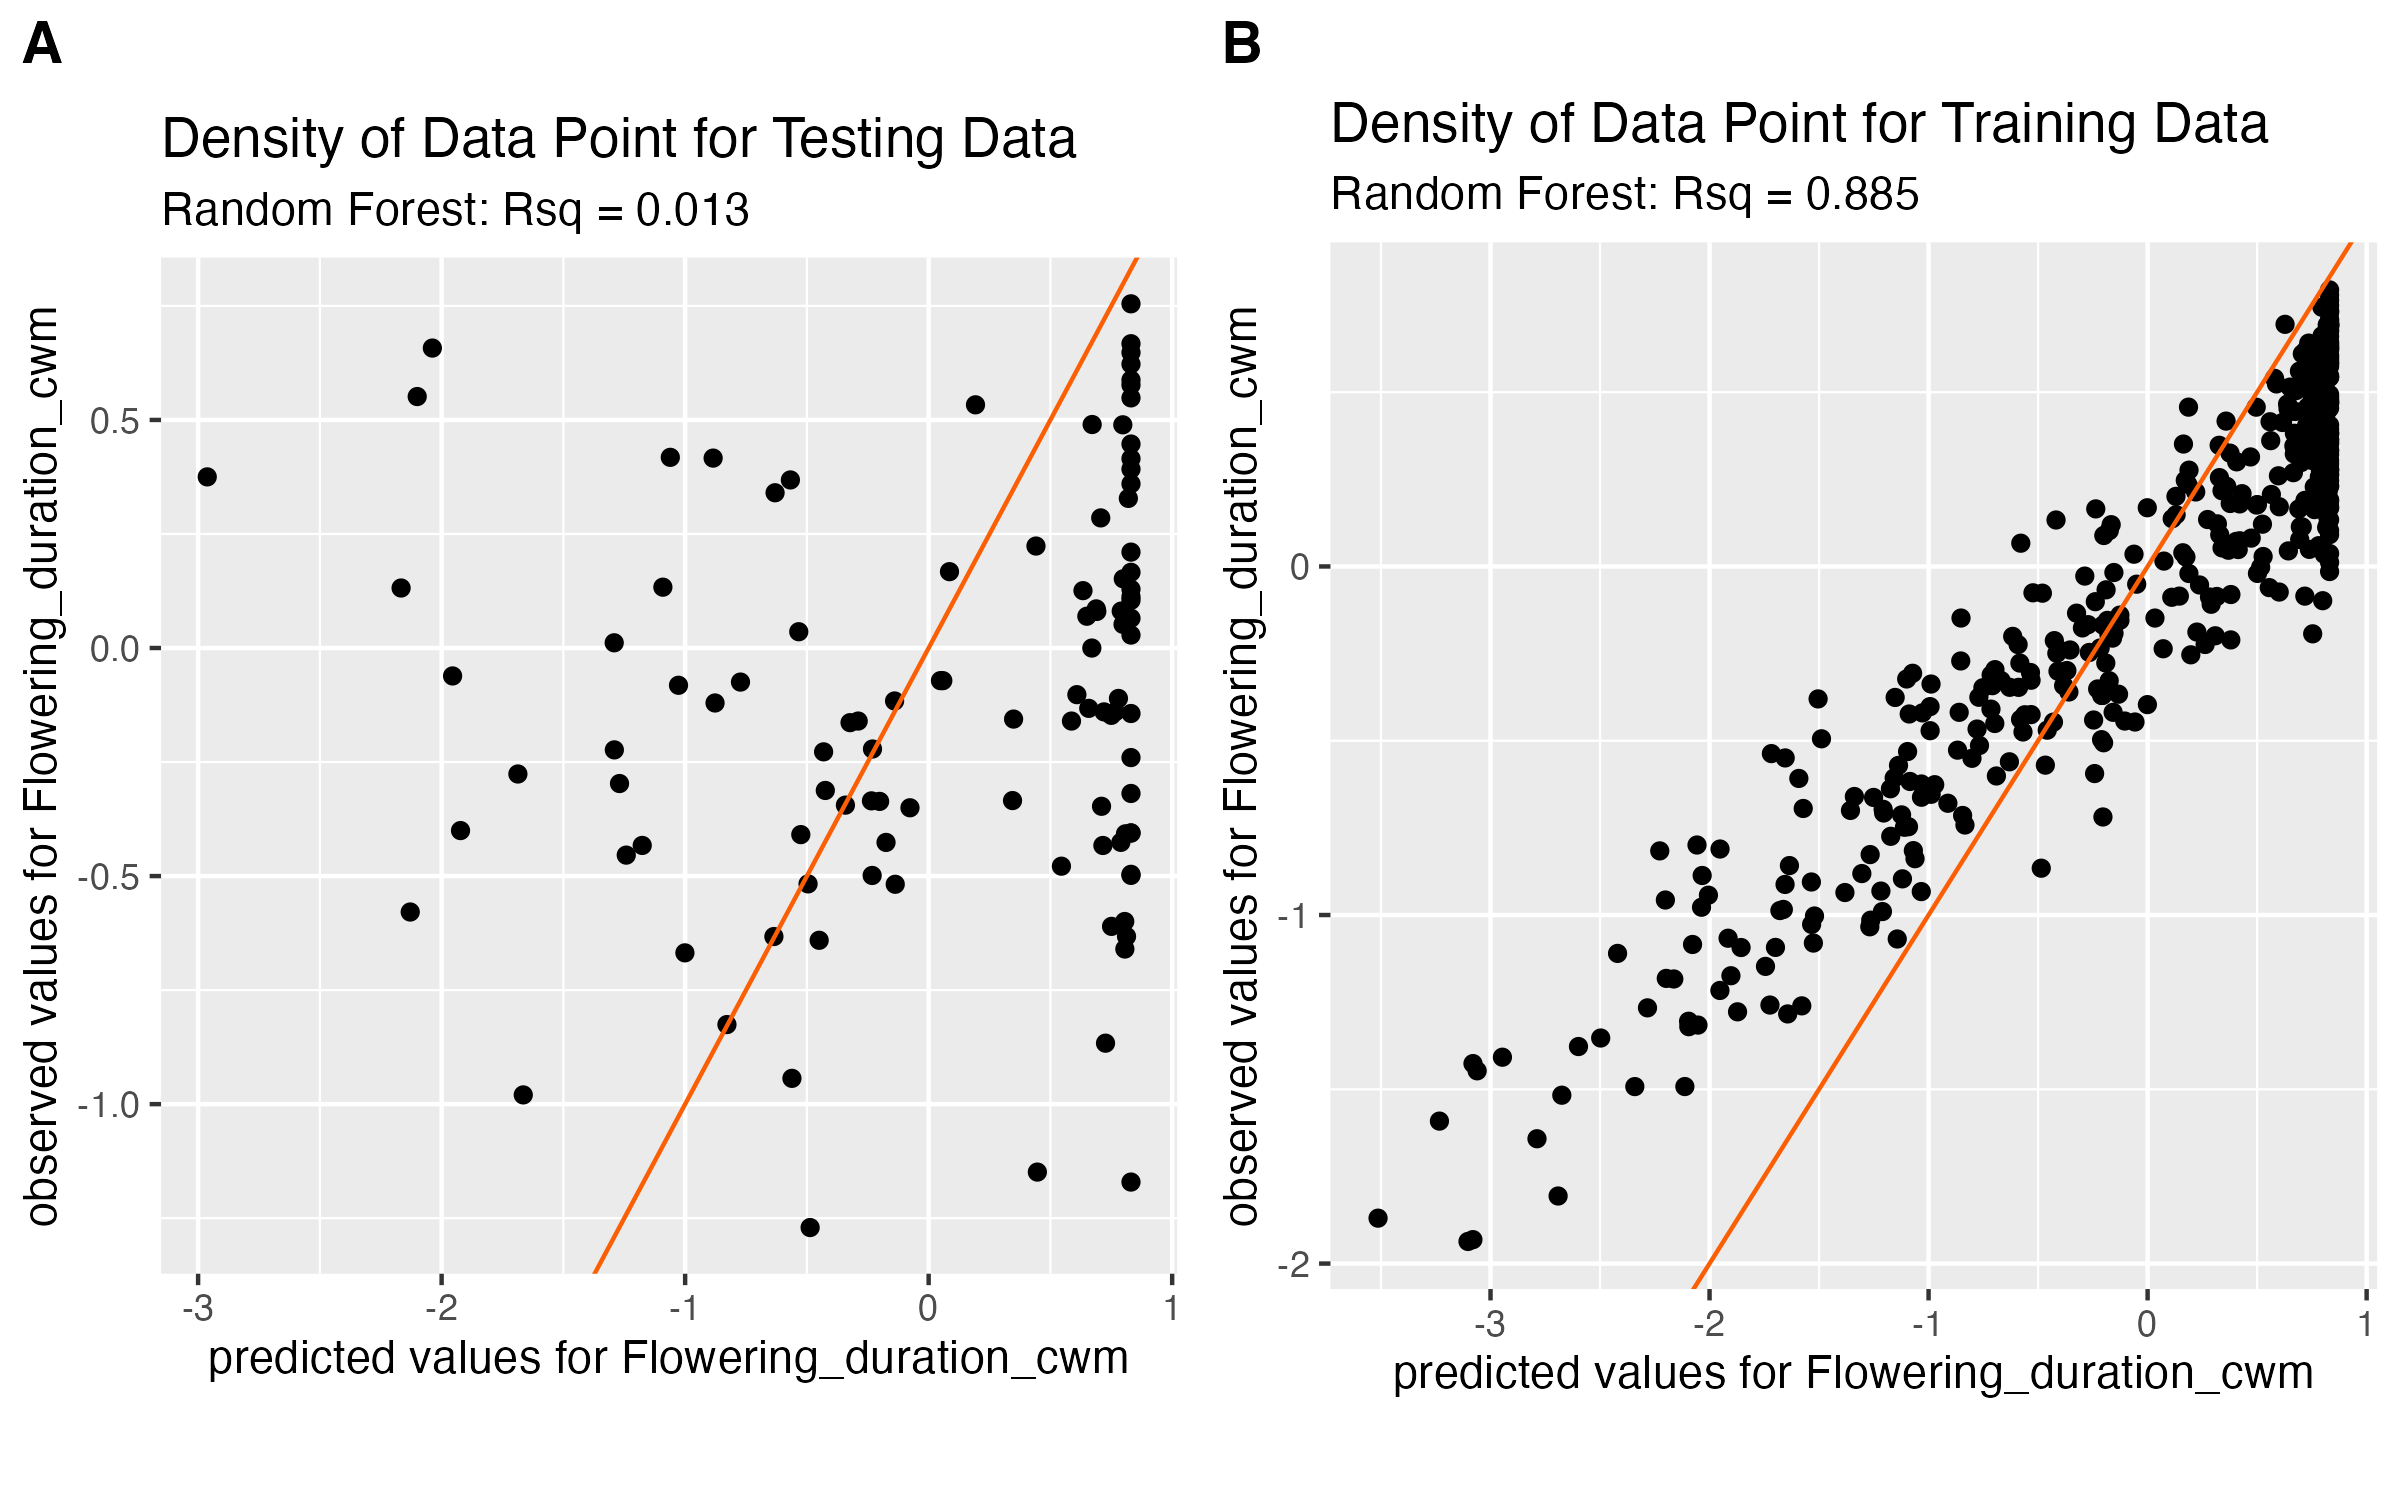 A
Density of Data Point for Testing Data
Random Forest: Rsq = 0.013
observed values for Flowering_duration_cwm
0.5
0.0
-0.5
-1.0
-3
-2
-1
0
1
predicted values for Flowering_duration_cwm
B
Density of Data Point for Training Data
Random Forest: Rsq = 0.885
observed values for Flowering_duration_cwm
0
-1
-2
-3
-2
-1
0
1
predicted values for Flowering_duration_cwm